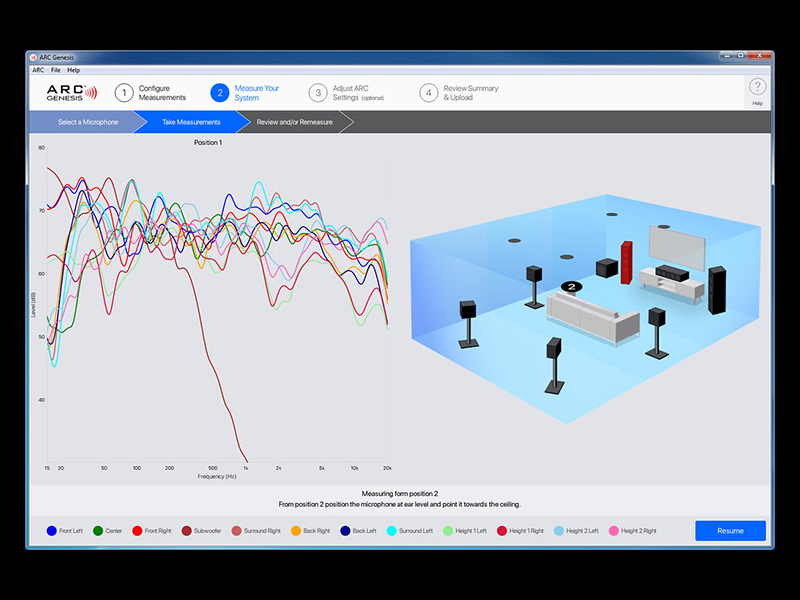 ARC Genesis
ARC File Help
ARC GENESIS
1 Configure Measurements
2 Measure Your System
3 Adjust ARC Settings (optional)
4 Review Summary & Upload
?
Help
Select a Microphone
Take Measurements
Review and/or Remeasure
Position 1
80
70
60
50
40
Level (dB)
15 20 50 100 200 500 1k 2k 5k 10k 20k
Frequency (Hz)
2
Measuring form position 2
From position 2 position the microphone at ear level and point it towards the ceiling.
Front Left Center Front Right Subwoofer Surround Right Back Right Back Left Surround Left Height 1 Left Height 1 Right Height 2 Left Height 2 Right
Resume